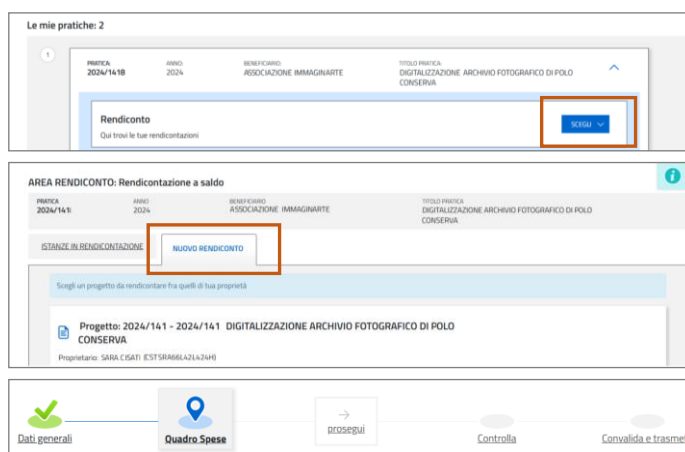 Le mie pratiche: 2
1
PRATICA: ANNO: BENEFICIARIO: TITOLO PRATICA:
2024/141B 2024 ASSOCIAZIONE IMMAGINARTE DIGITALIZZAZIONE ARCHIVIO FOTOGRAFICO DI POLO
CONSERVA
Rendiconto
Qui trovi le tue rendicontazioni
SCEGLI
AREA RENDICONTO: Rendicontazione a saldo
PRATICA ANNO BENEFICIARIO TITOLO PRATICA
2024/141: 2024 ASSOCIAZIONE IMMAGINARTE DIGITALIZZAZIONE ARCHIVIO FOTOGRAFICO DI POLO
CONSERVA
ISTANZE IN RENDICONTAZIONE NUOVO RENDICONTO
Scegli un progetto da rendicontare fra quelli di tua proprietà
Progetto: 2024/141 - 2024/141 DIGITALIZZAZIONE ARCHIVIO FOTOGRAFICO DI POLO
CONSERVA
Proprietario: SARA CISATI (CSTSRA66L42L424H)
Dati generali Quadro Spese prosegui Controlla Convalida e trasmet